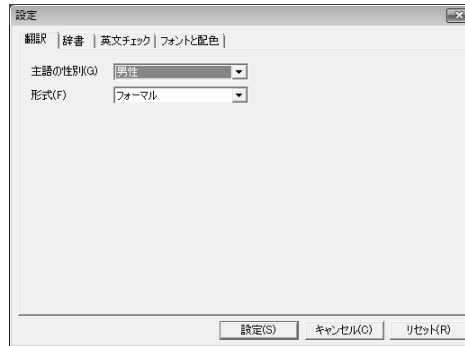 設定
翻訳 辞書 英文チェック フォントと配色
主語の性別(G) 男性
形式(F) フォーマル
設定(S) キャンセル(C) リセット(R)